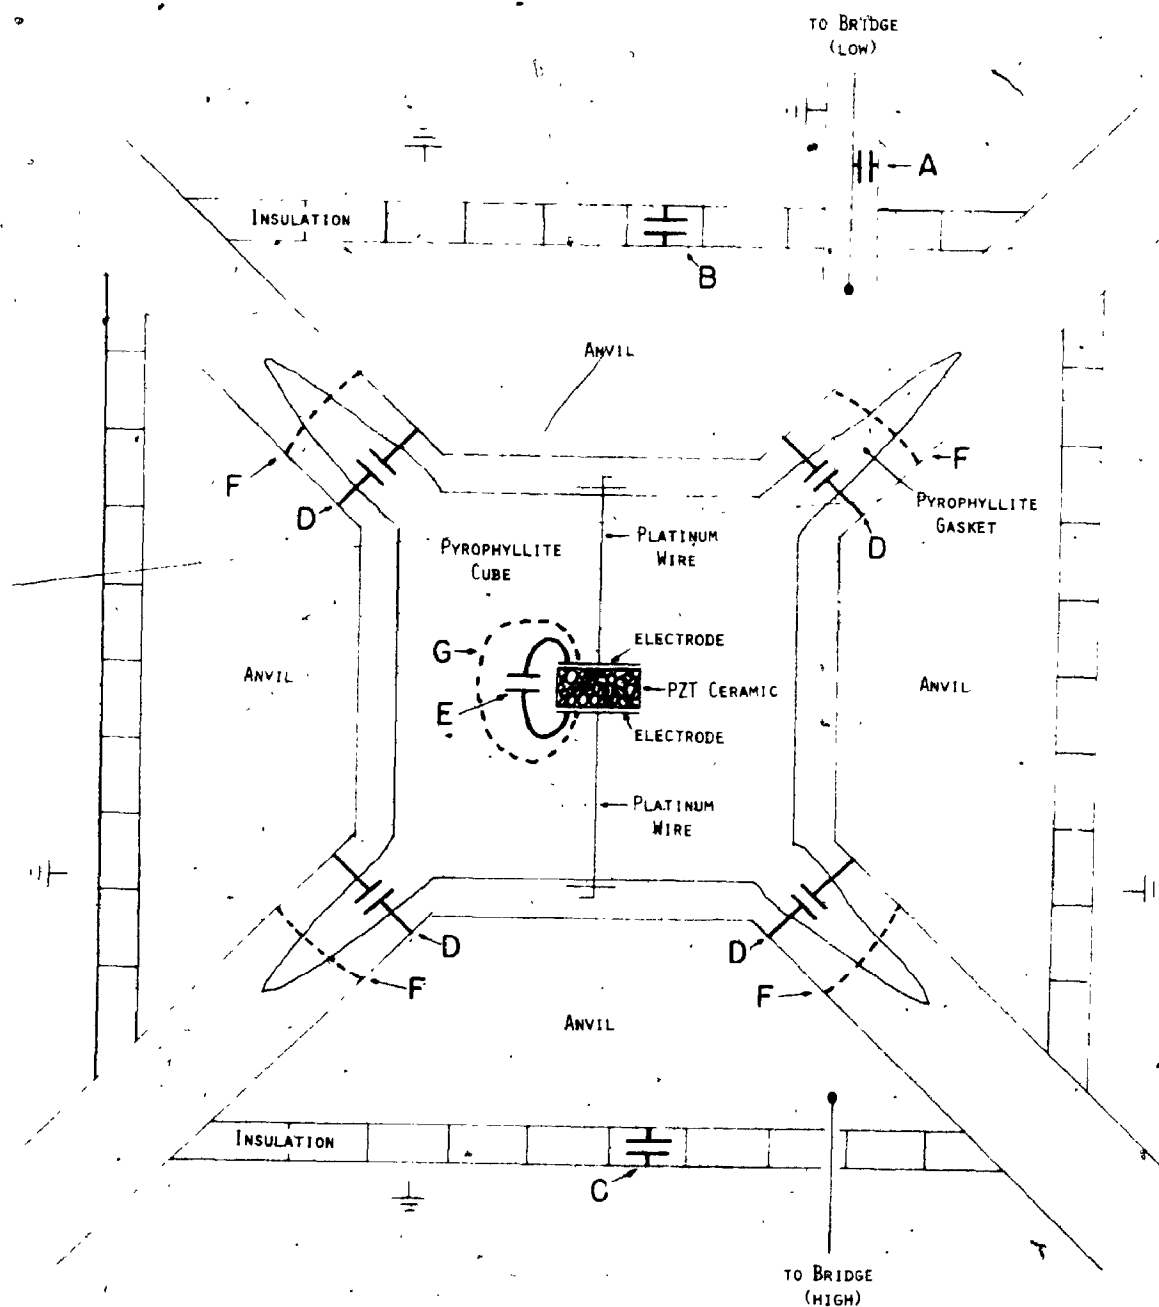 TO BRIDGE
(LOW)
A
INSULATION
B
ANVIL
F
F
D
PYROPHYLLITE
GASKET
D
PLATINUM
WIRE
PYROPHYLLITE
CUBE
ELECTRODE
G
ANVIL
PZT CERAMIC
ANVIL
E
ELECTRODE
PLATINUM
WIRE
D
D
F
F
ANVIL
INSULATION
C
TO BRIDGE
(HIGH)